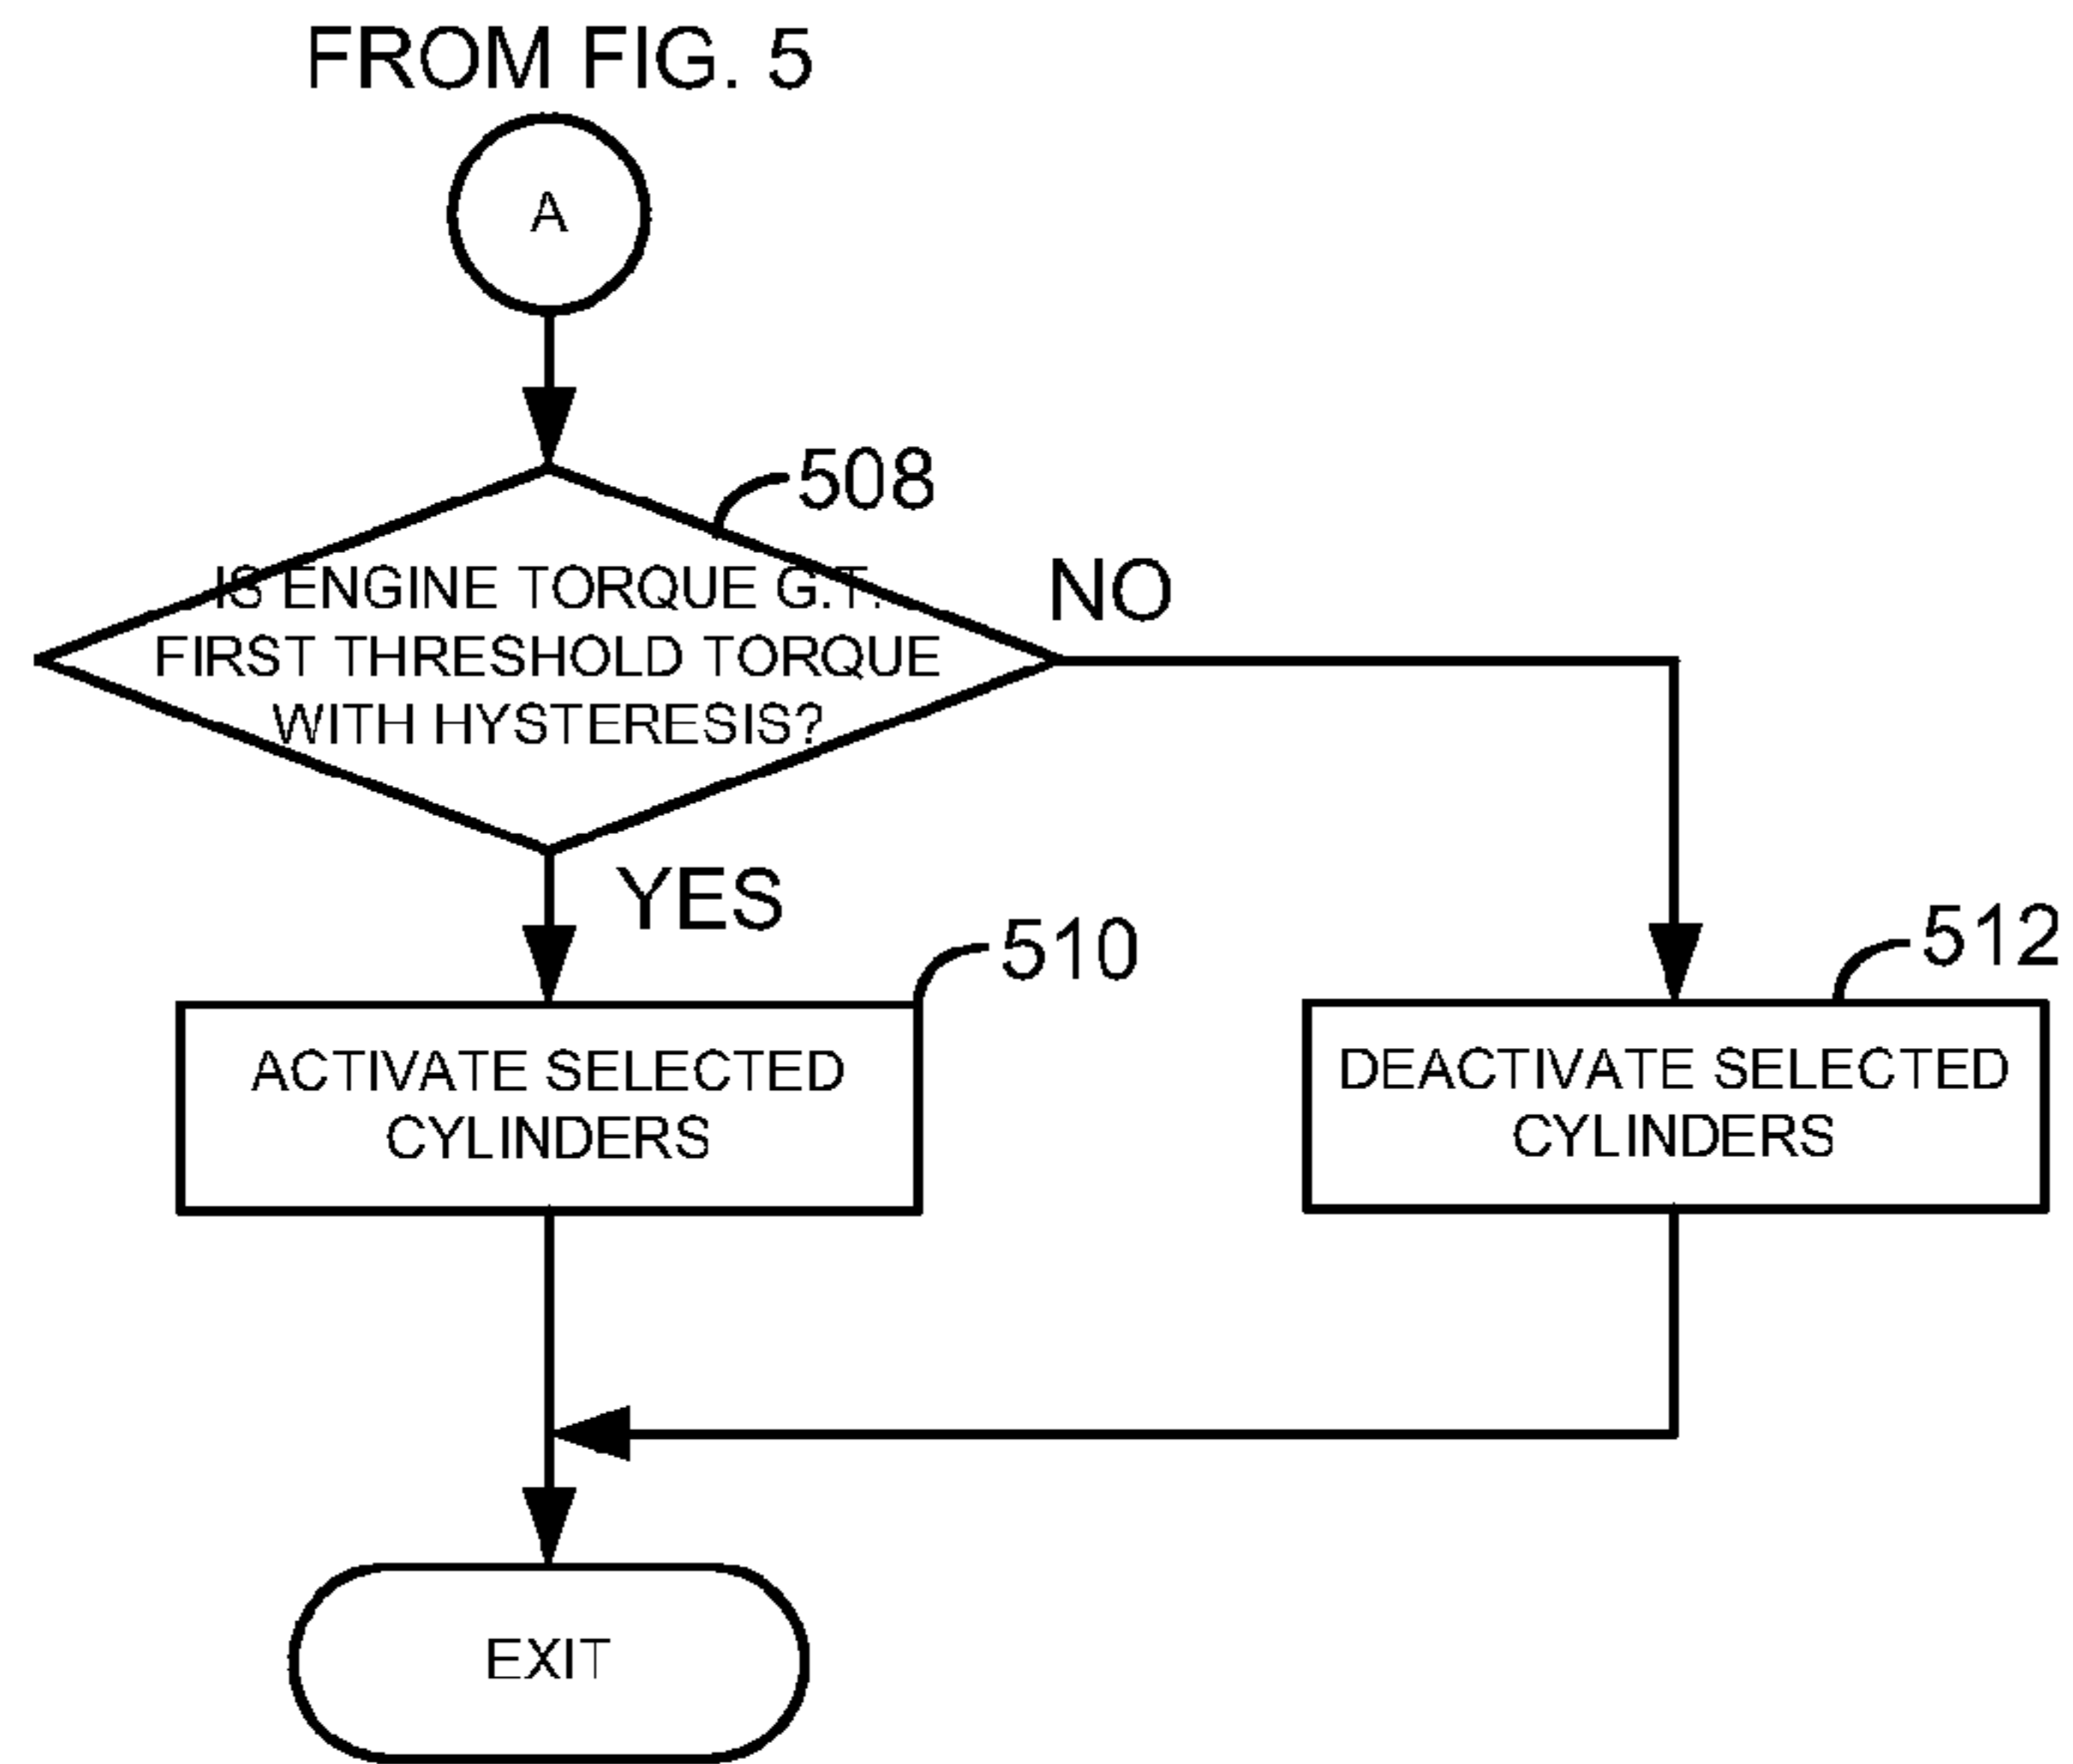 FROM FIG. 5
A
508
IS ENGINE TORQUE G.T.
FIRST THRESHOLD TORQUE
WITH HYSTERESIS?
NO
YES
510
512
ACTIVATE SELECTED
CYLINDERS
DEACTIVATE SELECTED
CYLINDERS
EXIT